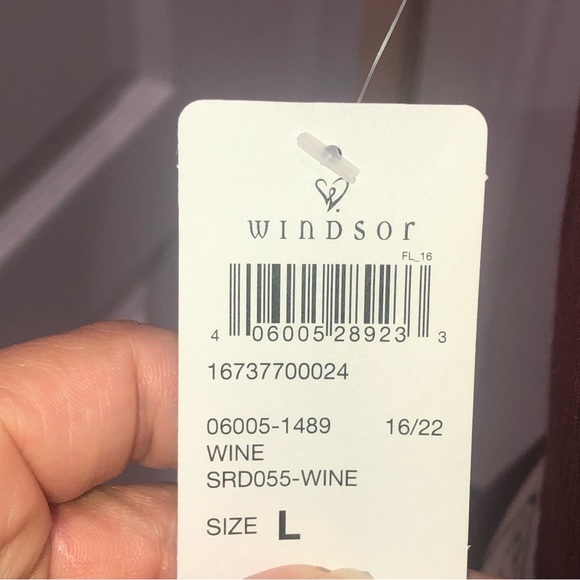 WINDSOR
FL_16
4 06005 28923 3
16737700024
06005-1489 16/22
WINE
SRD055-WINE
SIZE L